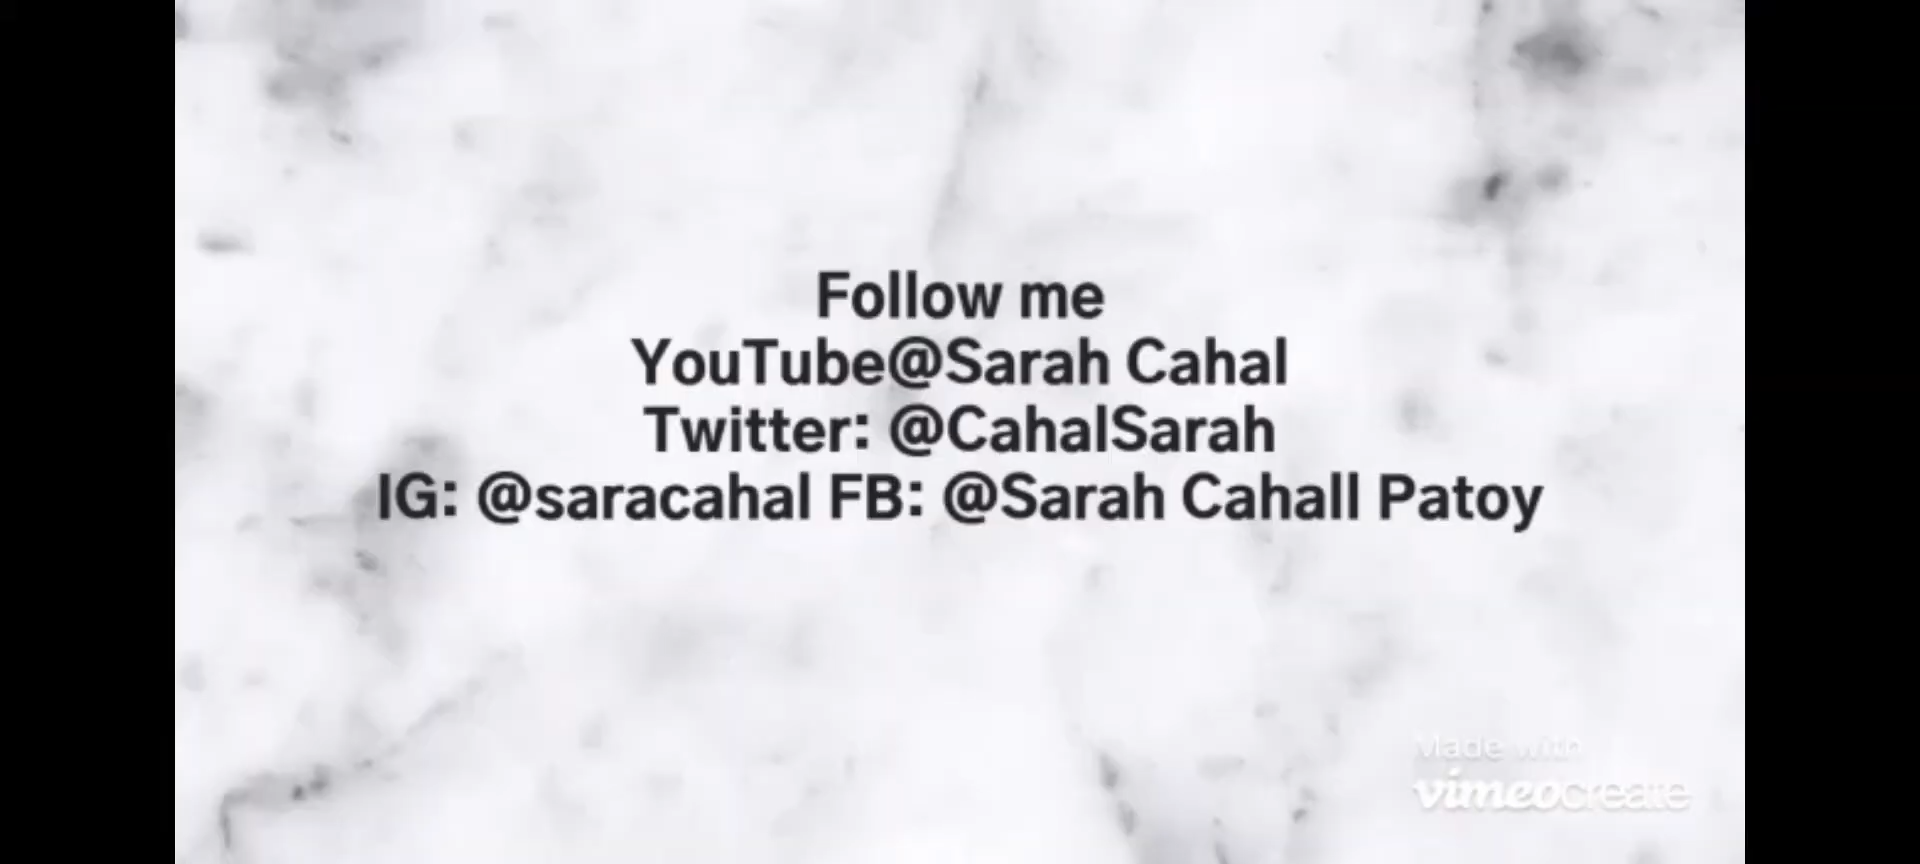 Follow me
YouTube@Sarah Cahal
Twitter: @CahalSarah
IG: @saracahal FB: @Sarah Cahall Patoy
Made with
vimeocreate